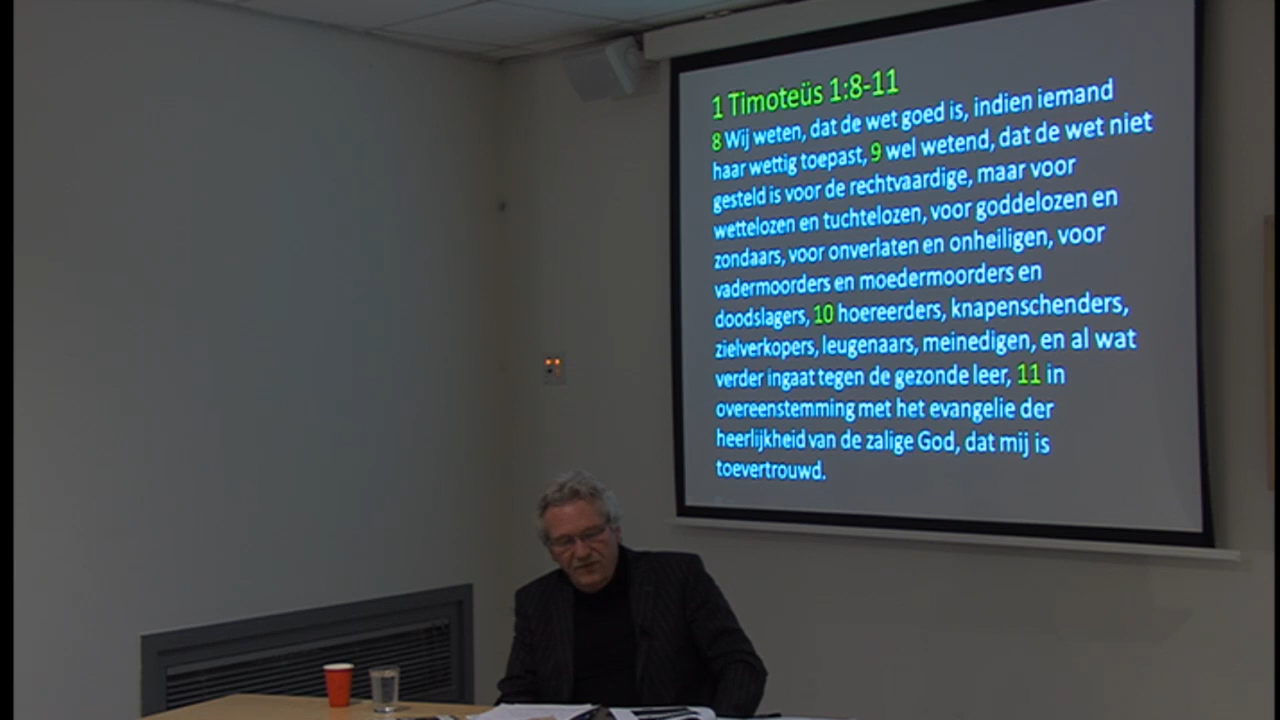 1 Timoteüs 1:8-11
8 Wij weten, dat de wet goed is, indien iemand
haar wettig toepast, 9 wel wetend, dat de wet niet
gesteld is voor de rechtvaardige, maar voor
wettelozen en tuchtelozen, voor goddelozen en
zondaars, voor onverlaten en onheiligen, voor
vadermoorders en moedermoorders en
doodslagers, 10 hoereerders, knapenschenders,
zielverkopers, leugenaars, meinedigen, en al wat
verder ingaat tegen de gezonde leer, 11 in
overeenstemming met het evangelie der
heerlijkheid van de zalige God, dat mij is
toevertrouwd.